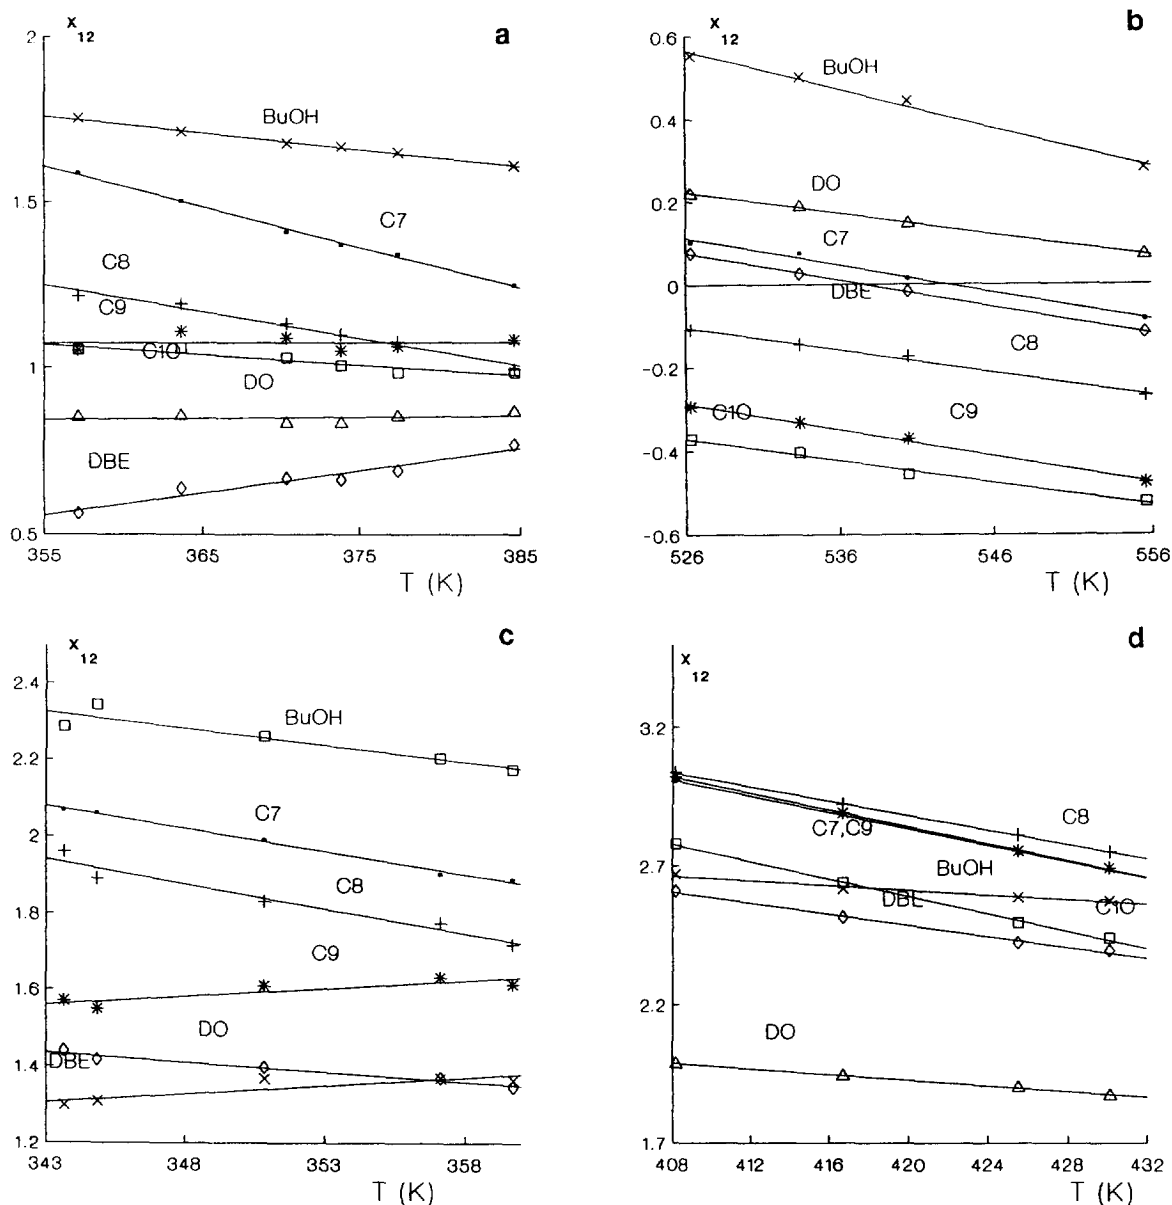 x 12
a
2
1.5
1
0.5
BuOH
C7
C8
C9
C10
DO
DBE
355 365 375 385
T (K)
x 12
b
0.6
0.4
0.2
0
-0.2
-0.4
-0.6
BuOH
DO
C7
DBE
C8
C9
C10
526 536 546 556
T (K)
x 12
c
2.4
2.2
2
1.8
1.6
1.4
1.2
BuOH
C7
C8
C9
DO
DBE
343 348 353 358
T (K)
x 12
d
3.2
2.7
2.2
1.7
C8
C7,C9
BuOH
DBE
C10
DO
408 412 416 420 424 428 432
T (K)